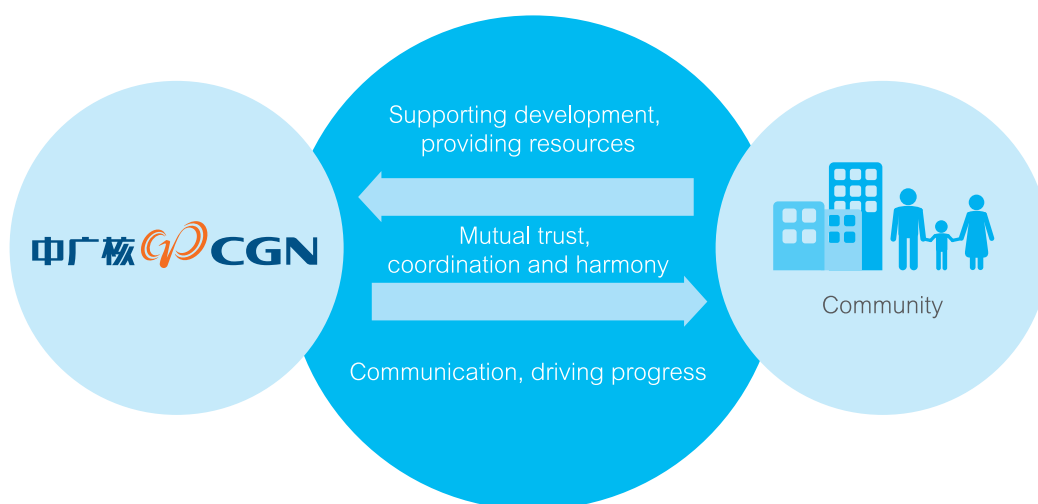 Supporting development,
providing resources
中广核 CGN
Mutual trust,
coordination and harmony
Community
Communication, driving progress